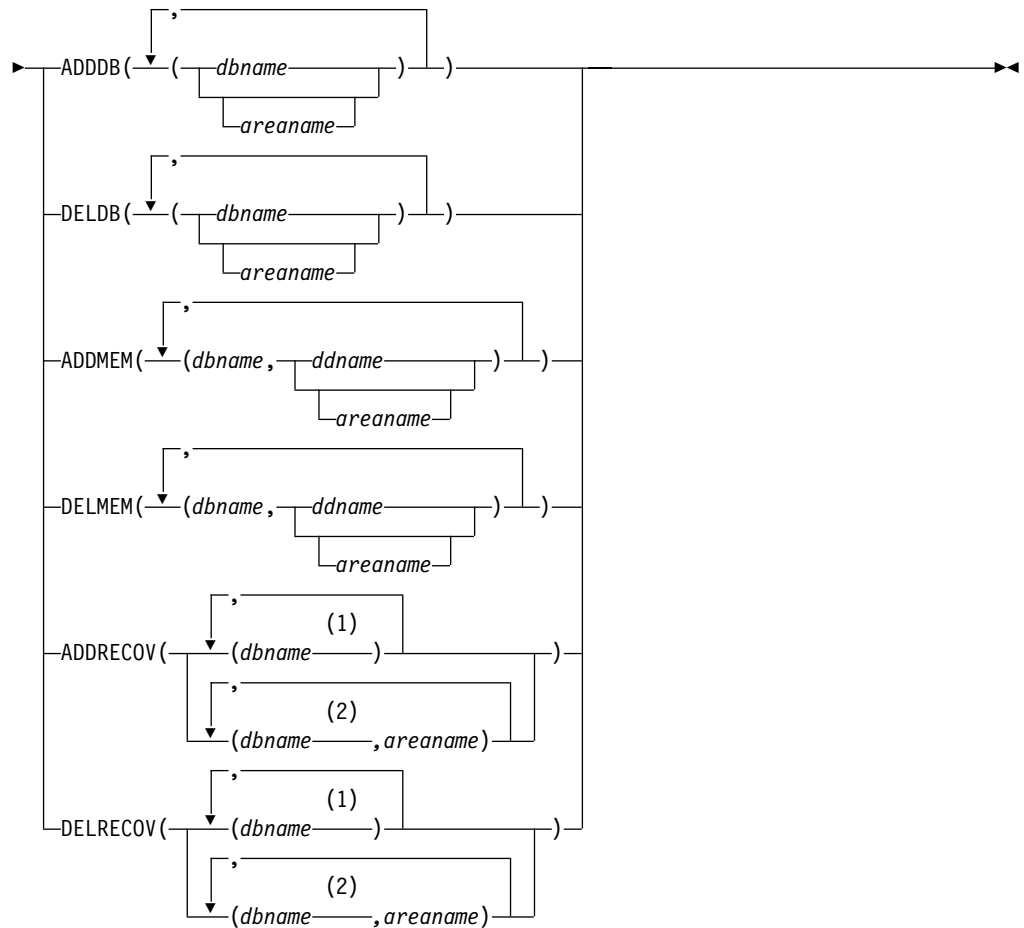 ,
ADDDB( ( dbname ) )
areaname
,
DELDB( ( dbname ) )
areaname
,
ADDMEM( (dbname, ddname ) )
areaname
,
DELMEM( (dbname, ddname ) )
areaname
,
(1)
ADDRECOV( (dbname ) )
,
(2)
(dbname ,areaname)
,
(1)
DELRECOV( (dbname ) )
,
(2)
(dbname ,areaname)